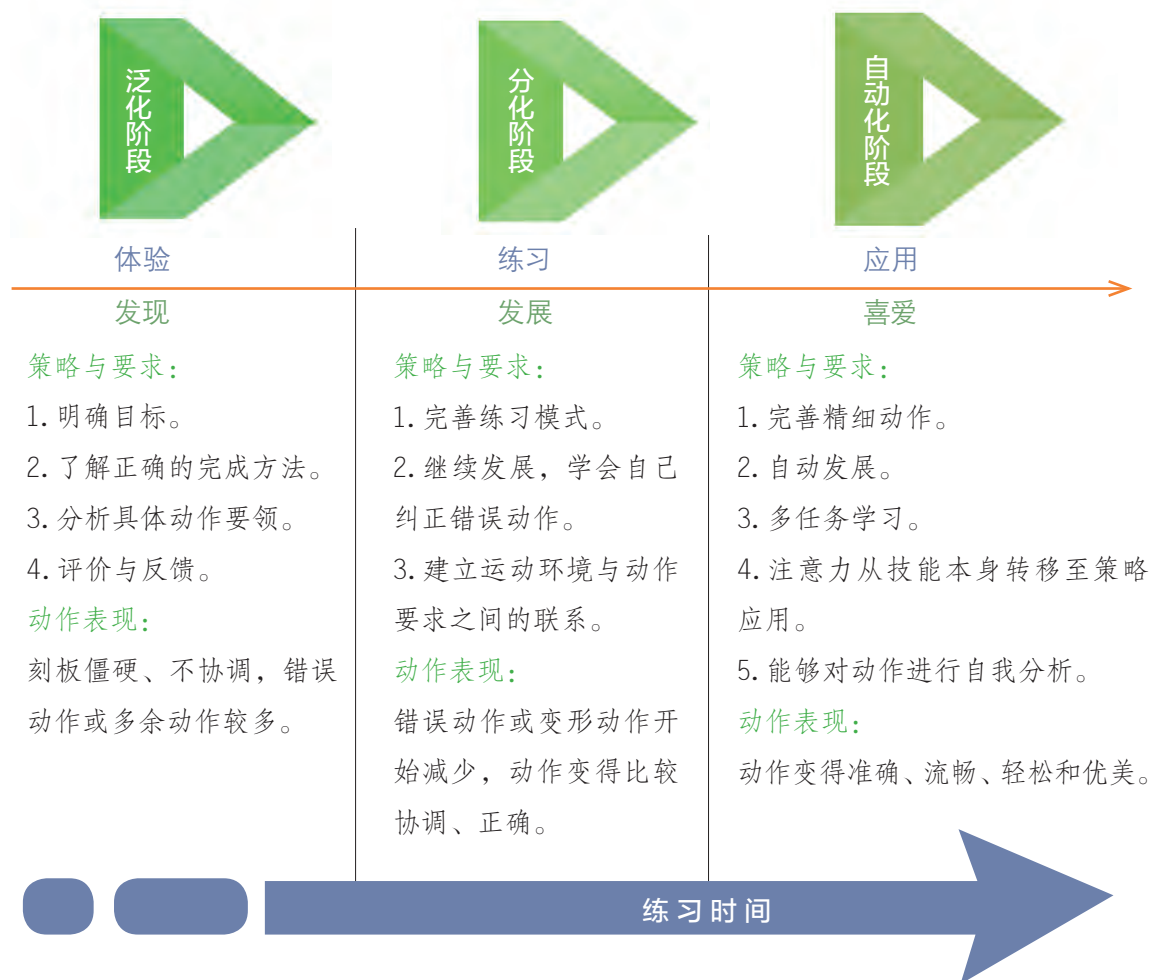 泛化阶段
分化阶段
自动化阶段
体验
练习
应用
发现
发展
喜爱
策略与要求：
1. 明确目标。
2. 了解正确的完成方法。
3. 分析具体动作要领。
4. 评价与反馈。
动作表现：
刻板僵硬、不协调，错误
动作或多余动作较多。
策略与要求：
1. 完善练习模式。
2. 继续发展，学会自己
纠正错误动作。
3. 建立运动环境与动作
要求之间的联系。
动作表现：
错误动作或变形动作开
始减少，动作变得比较
协调、正确。
策略与要求：
1. 完善精细动作。
2. 自动发展。
3. 多任务学习。
4. 注意力从技能本身转移至策略
应用。
5. 能够对动作进行自我分析。
动作表现：
动作变得准确、流畅、轻松和优美。
练习时间